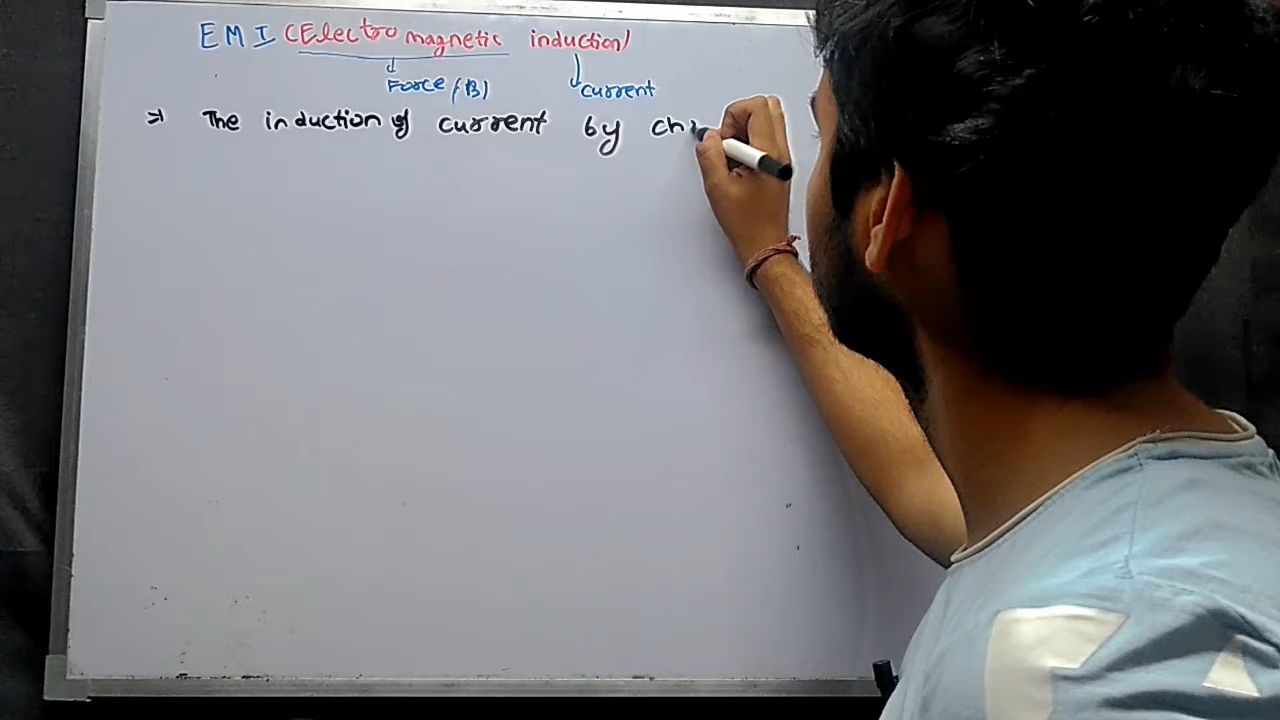 EMI (Electro magnetic induction)
Force (B) current
⇒ The induction of current by ch